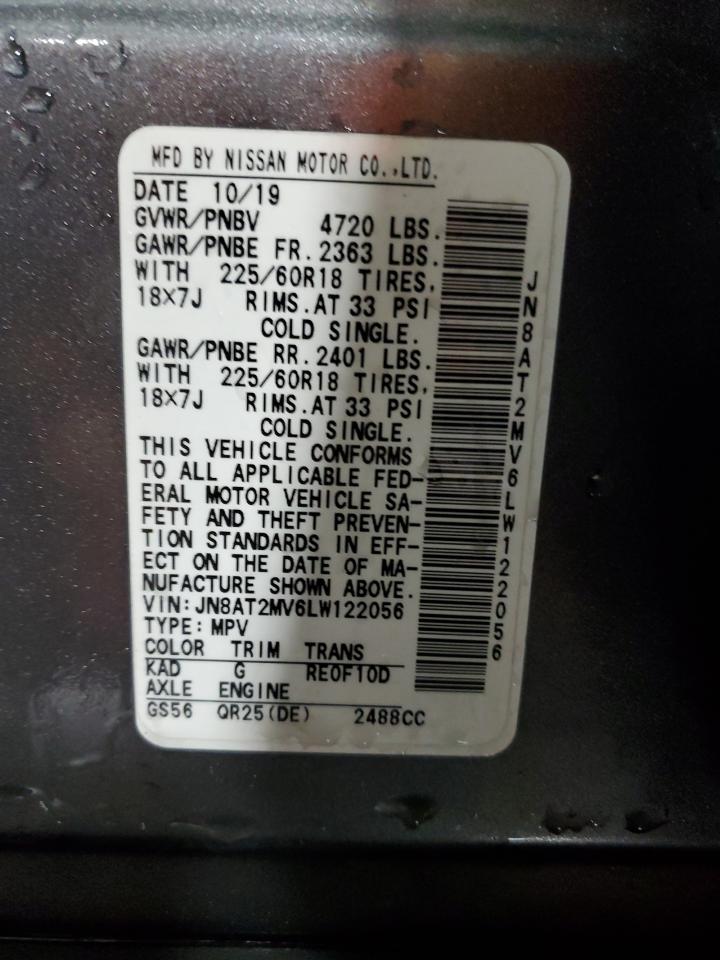 MFD BY NISSAN MOTOR CO.,LTD.
DATE 10/19
GVWR/PNBV 4720 LBS.
GAWR/PNBE FR.2363 LBS.
WITH 225/60R18 TIRES,
18×7J RIMS.AT 33 PSI
COLD SINGLE.
GAWR/PNBE RR.2401 LBS.
WITH 225/60R18 TIRES,
18×7J RIMS.AT 33 PSI
COLD SINGLE.
THIS VEHICLE CONFORMS
TO ALL APPLICABLE FED-
ERAL MOTOR VEHICLE SA-
FETY AND THEFT PREVEN-
TION STANDARDS IN EFF-
ECT ON THE DATE OF MA-
NUFACTURE SHOWN ABOVE.
VIN:JN8AT2MV6LW122056
TYPE:MPV
COLOR TRIM TRANS
KAD G RE0F10D
AXLE ENGINE
GS56 QR25(DE) 2488CC
JN8AT2MV6LW122056